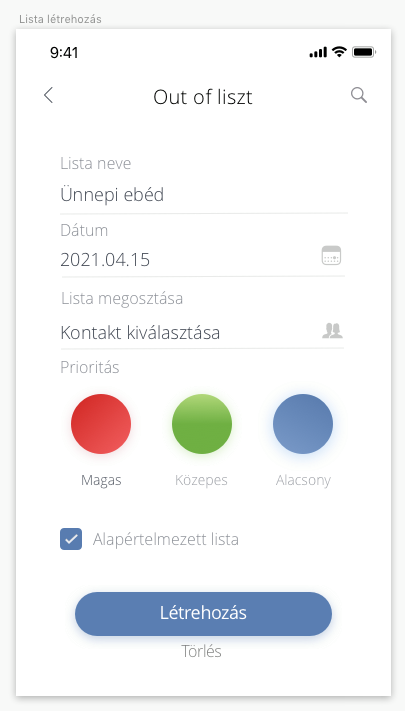 Lista létrehozás
9:41
Out of liszt
Lista neve
Ünnepi ebéd
Dátum
2021.04.15
Lista megosztása
Kontakt kiválasztása
Prioritás
Magas Közepes Alacsony
Alapértelmezett lista
Létrehozás
Törlés